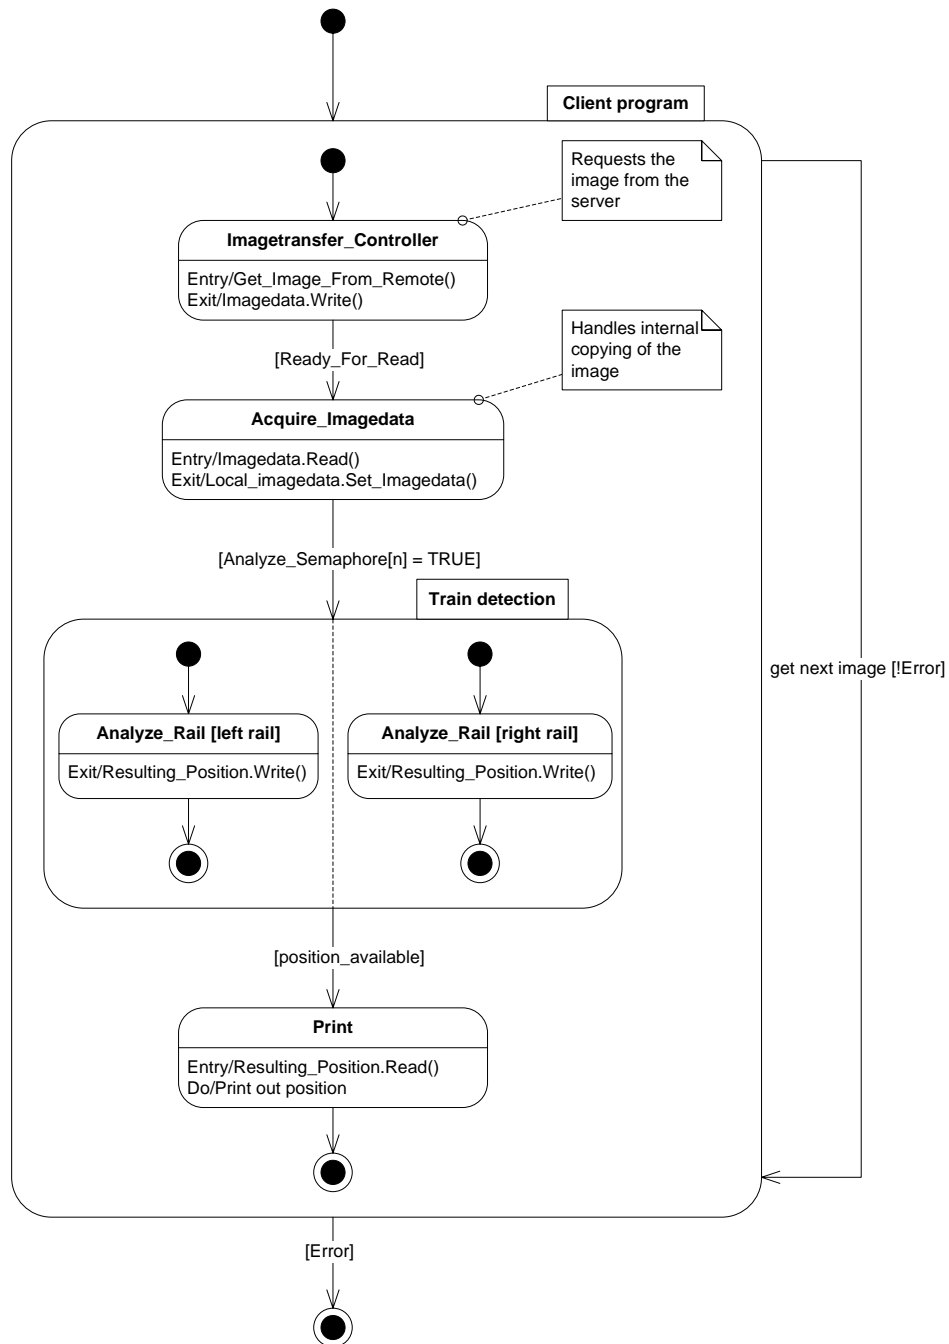 Client program
Requests the
image from the
server
Imagetransfer_Controller
Entry/Get_Image_From_Remote()
Exit/Imagedata.Write()
[Ready_For_Read]
Handles internal
copying of the
image
Acquire_Imagedata
Entry/Imagedata.Read()
Exit/Local_imagedata.Set_Imagedata()
[Analyze_Semaphore[n] = TRUE]
Train detection
get next image [!Error]
Analyze_Rail [left rail]
Exit/Resulting_Position.Write()
Analyze_Rail [right rail]
Exit/Resulting_Position.Write()
[position_available]
Print
Entry/Resulting_Position.Read()
Do/Print out position
[Error]